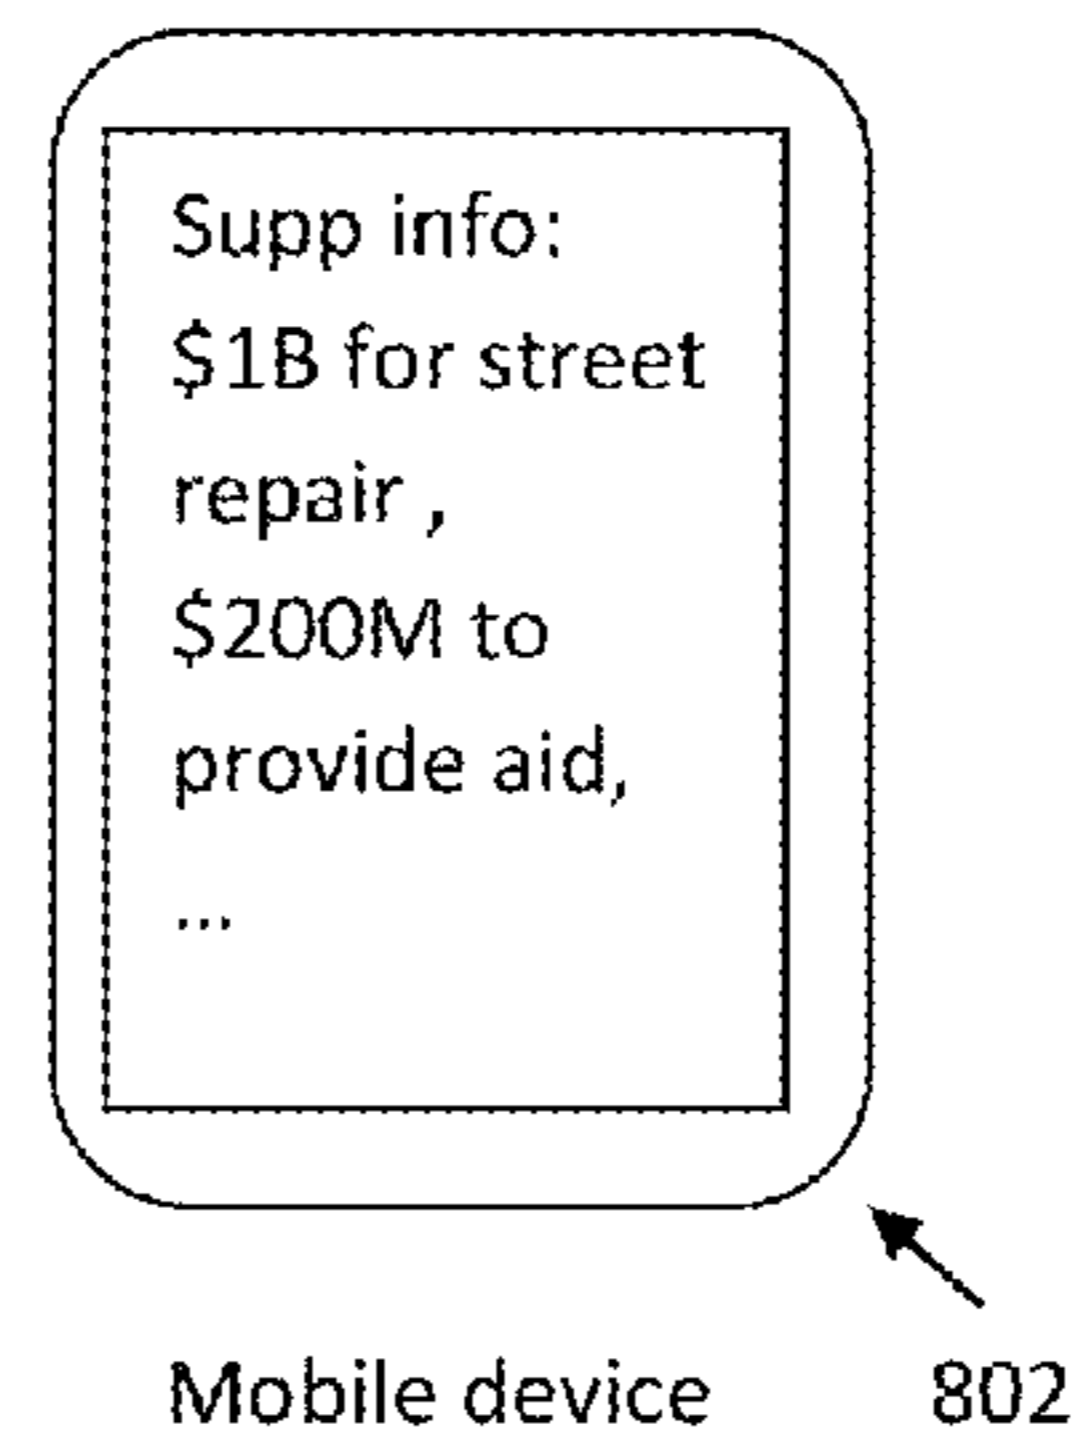 Supp info:
$1B for street
repair ,
$200M to
provide aid,
...
Mobile device 802